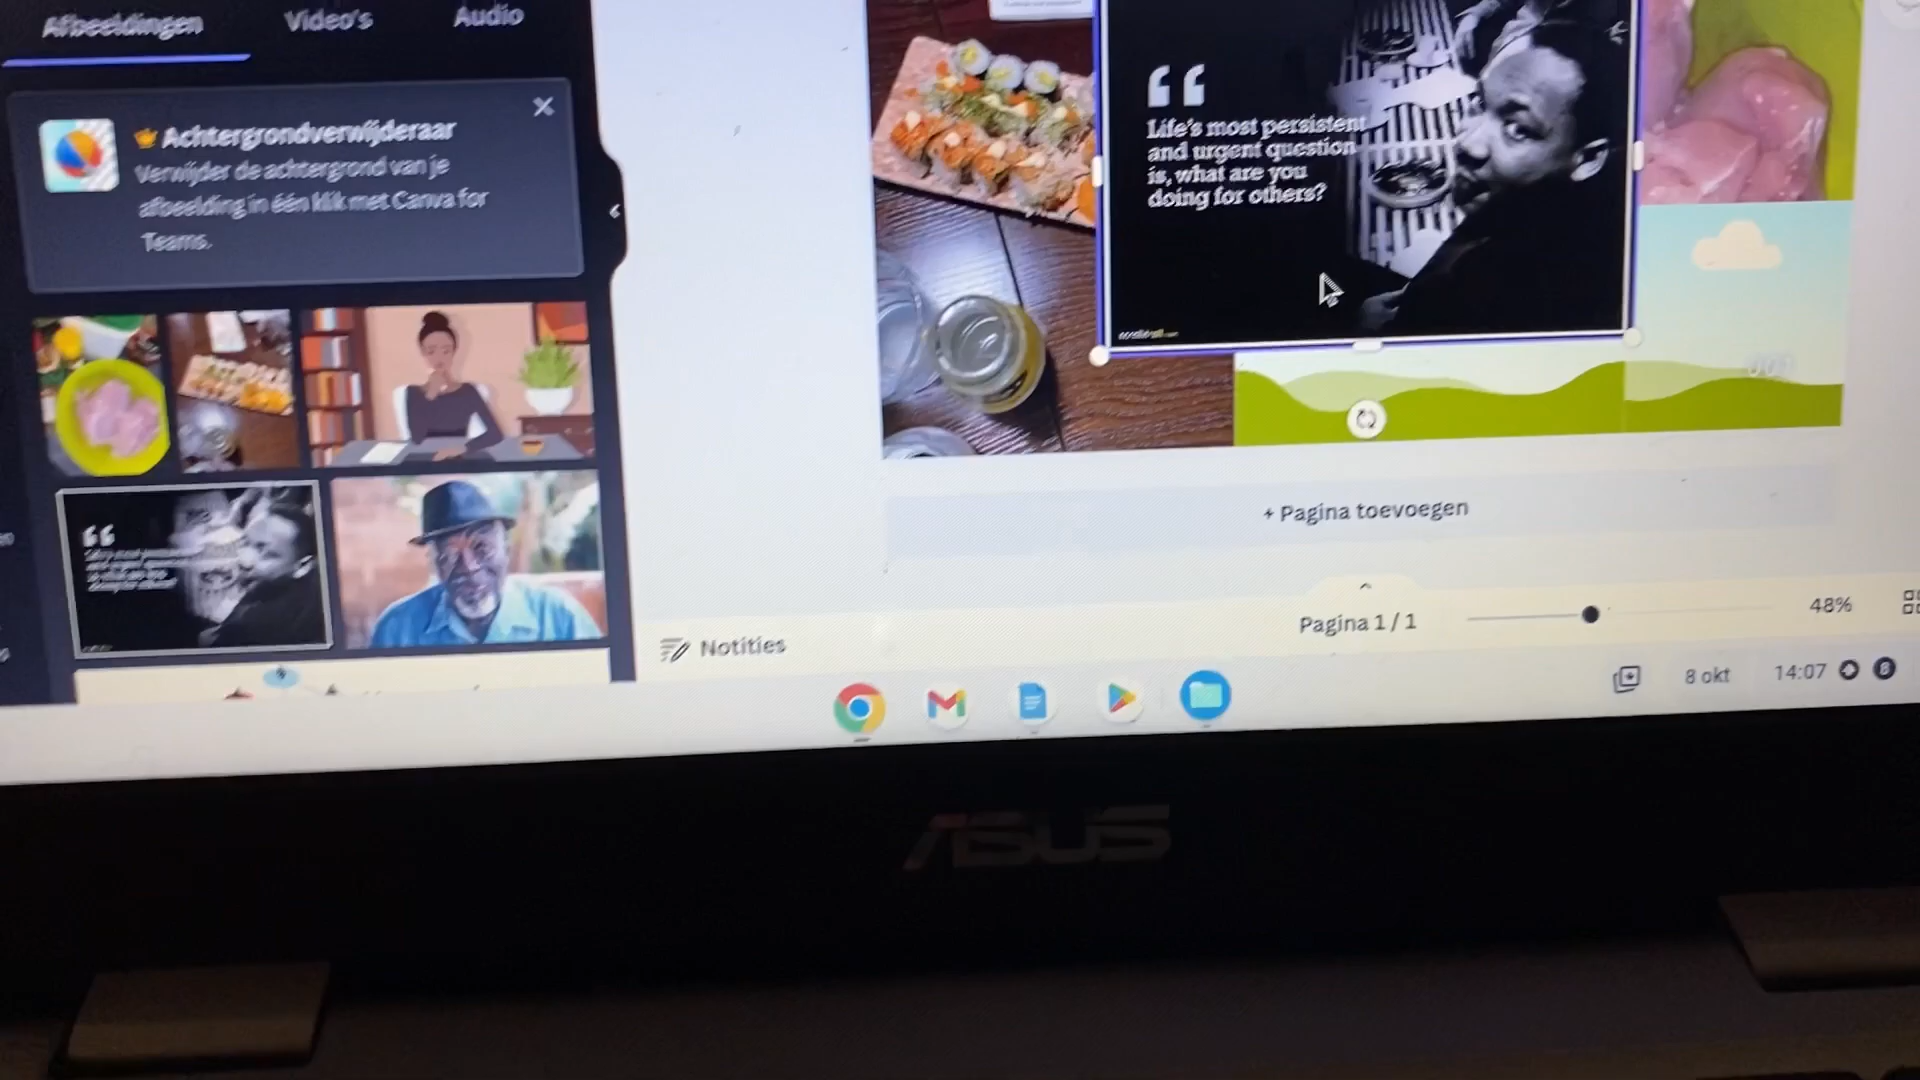 Afbeeldingen
Video's
Audio
Achtergrondverwijderaar
Verwijder de achtergrond van je
afbeelding in één klik met Canva for
Teams.
Life's most persistent
and urgent question
is, what are you
doing for others?
+ Pagina toevoegen
Notities
Pagina 1 / 1
48%
8 okt
14:07
ASUS